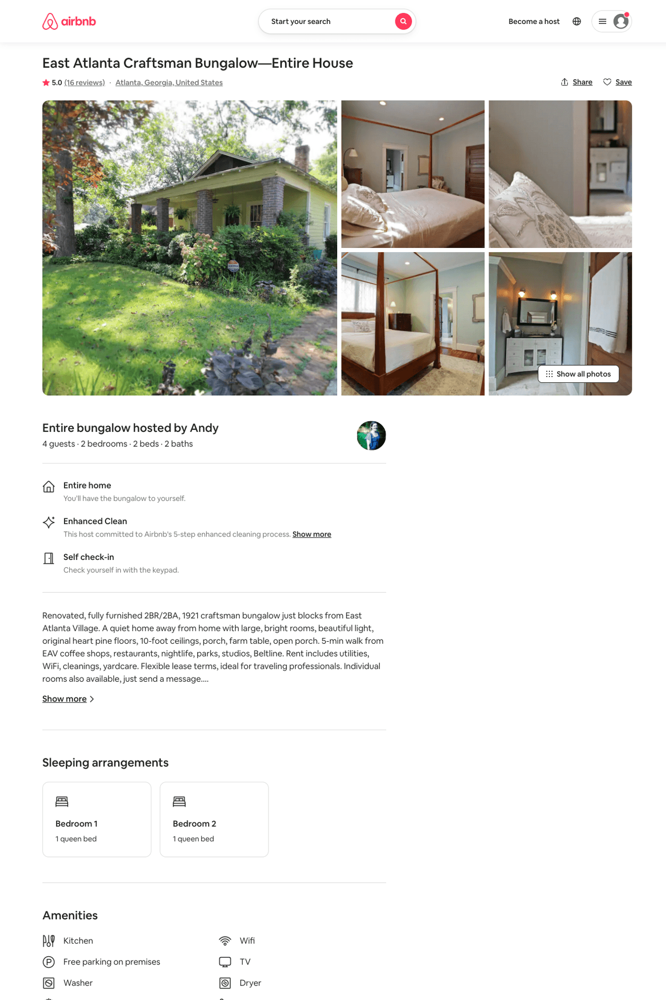 airbnb
Start your search
Become a host
East Atlanta Craftsman Bungalow—Entire House
5.0 (16 reviews) · Atlanta, Georgia, United States
Share
Save
Show all photos
Entire bungalow hosted by Andy
4 guests · 2 bedrooms · 2 beds · 2 baths
Entire home
You'll have the bungalow to yourself.
Enhanced Clean
This host committed to Airbnb's 5-step enhanced cleaning process. Show more
Self check-in
Check yourself in with the keypad.
Renovated, fully furnished 2BR/2BA, 1921 craftsman bungalow just blocks from East
Atlanta Village. A quiet home away from home with large, bright rooms, beautiful light,
original heart pine floors, 10-foot ceilings, porch, farm table, open porch. 5-min walk from
EAV coffee shops, restaurants, nightlife, parks, studios, Beltline. Rent includes utilities,
WiFi, cleanings, yardcare. Flexible lease terms, ideal for traveling professionals. Individual
rooms also available, just send a message....
Show more
Sleeping arrangements
Bedroom 1
1 queen bed
Bedroom 2
1 queen bed
Amenities
Kitchen
Wifi
Free parking on premises
TV
Washer
Dryer